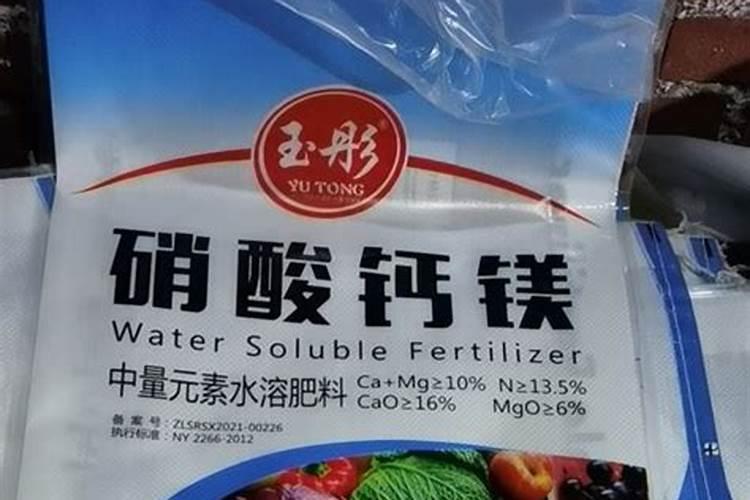 玉彤
YU TONG
硝酸钙镁
Water Soluble Fertilizer
中量元素水溶肥料 Ca+Mg≥10% N≥13.5%
CaO≥16% MgO≥6%
备案号：ZLSRSX2021-00226
执行标准：NY 2266-2012